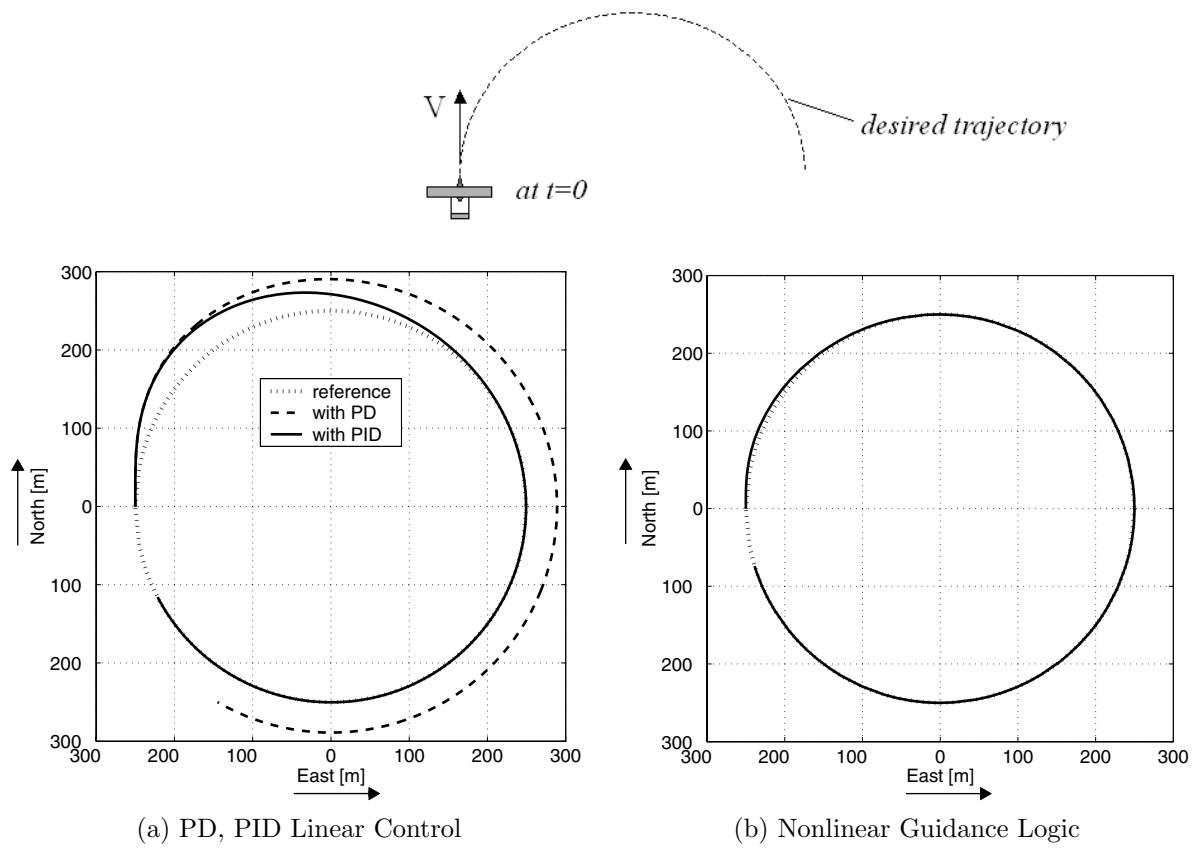 V
at t=0
desired trajectory
300
200
100
0
100
200
300
North [m]
reference
with PD
with PID
300 200 100 0 100 200 300
East [m]
(a) PD, PID Linear Control
300
200
100
0
100
200
300
North [m]
300 200 100 0 100 200 300
East [m]
(b) Nonlinear Guidance Logic